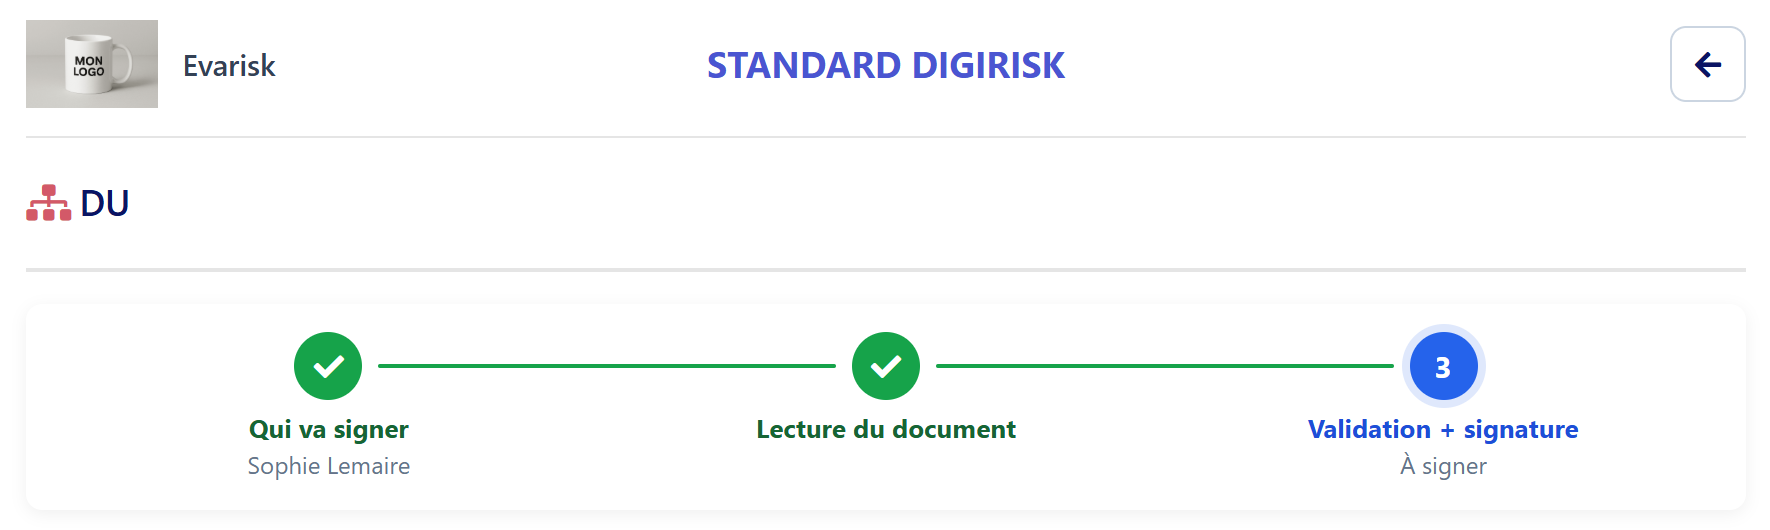 MON
LOGO
Evarisk
STANDARD DIGIRISK
DU
3
Qui va signer
Lecture du document
Validation + signature
Sophie Lemaire
À signer